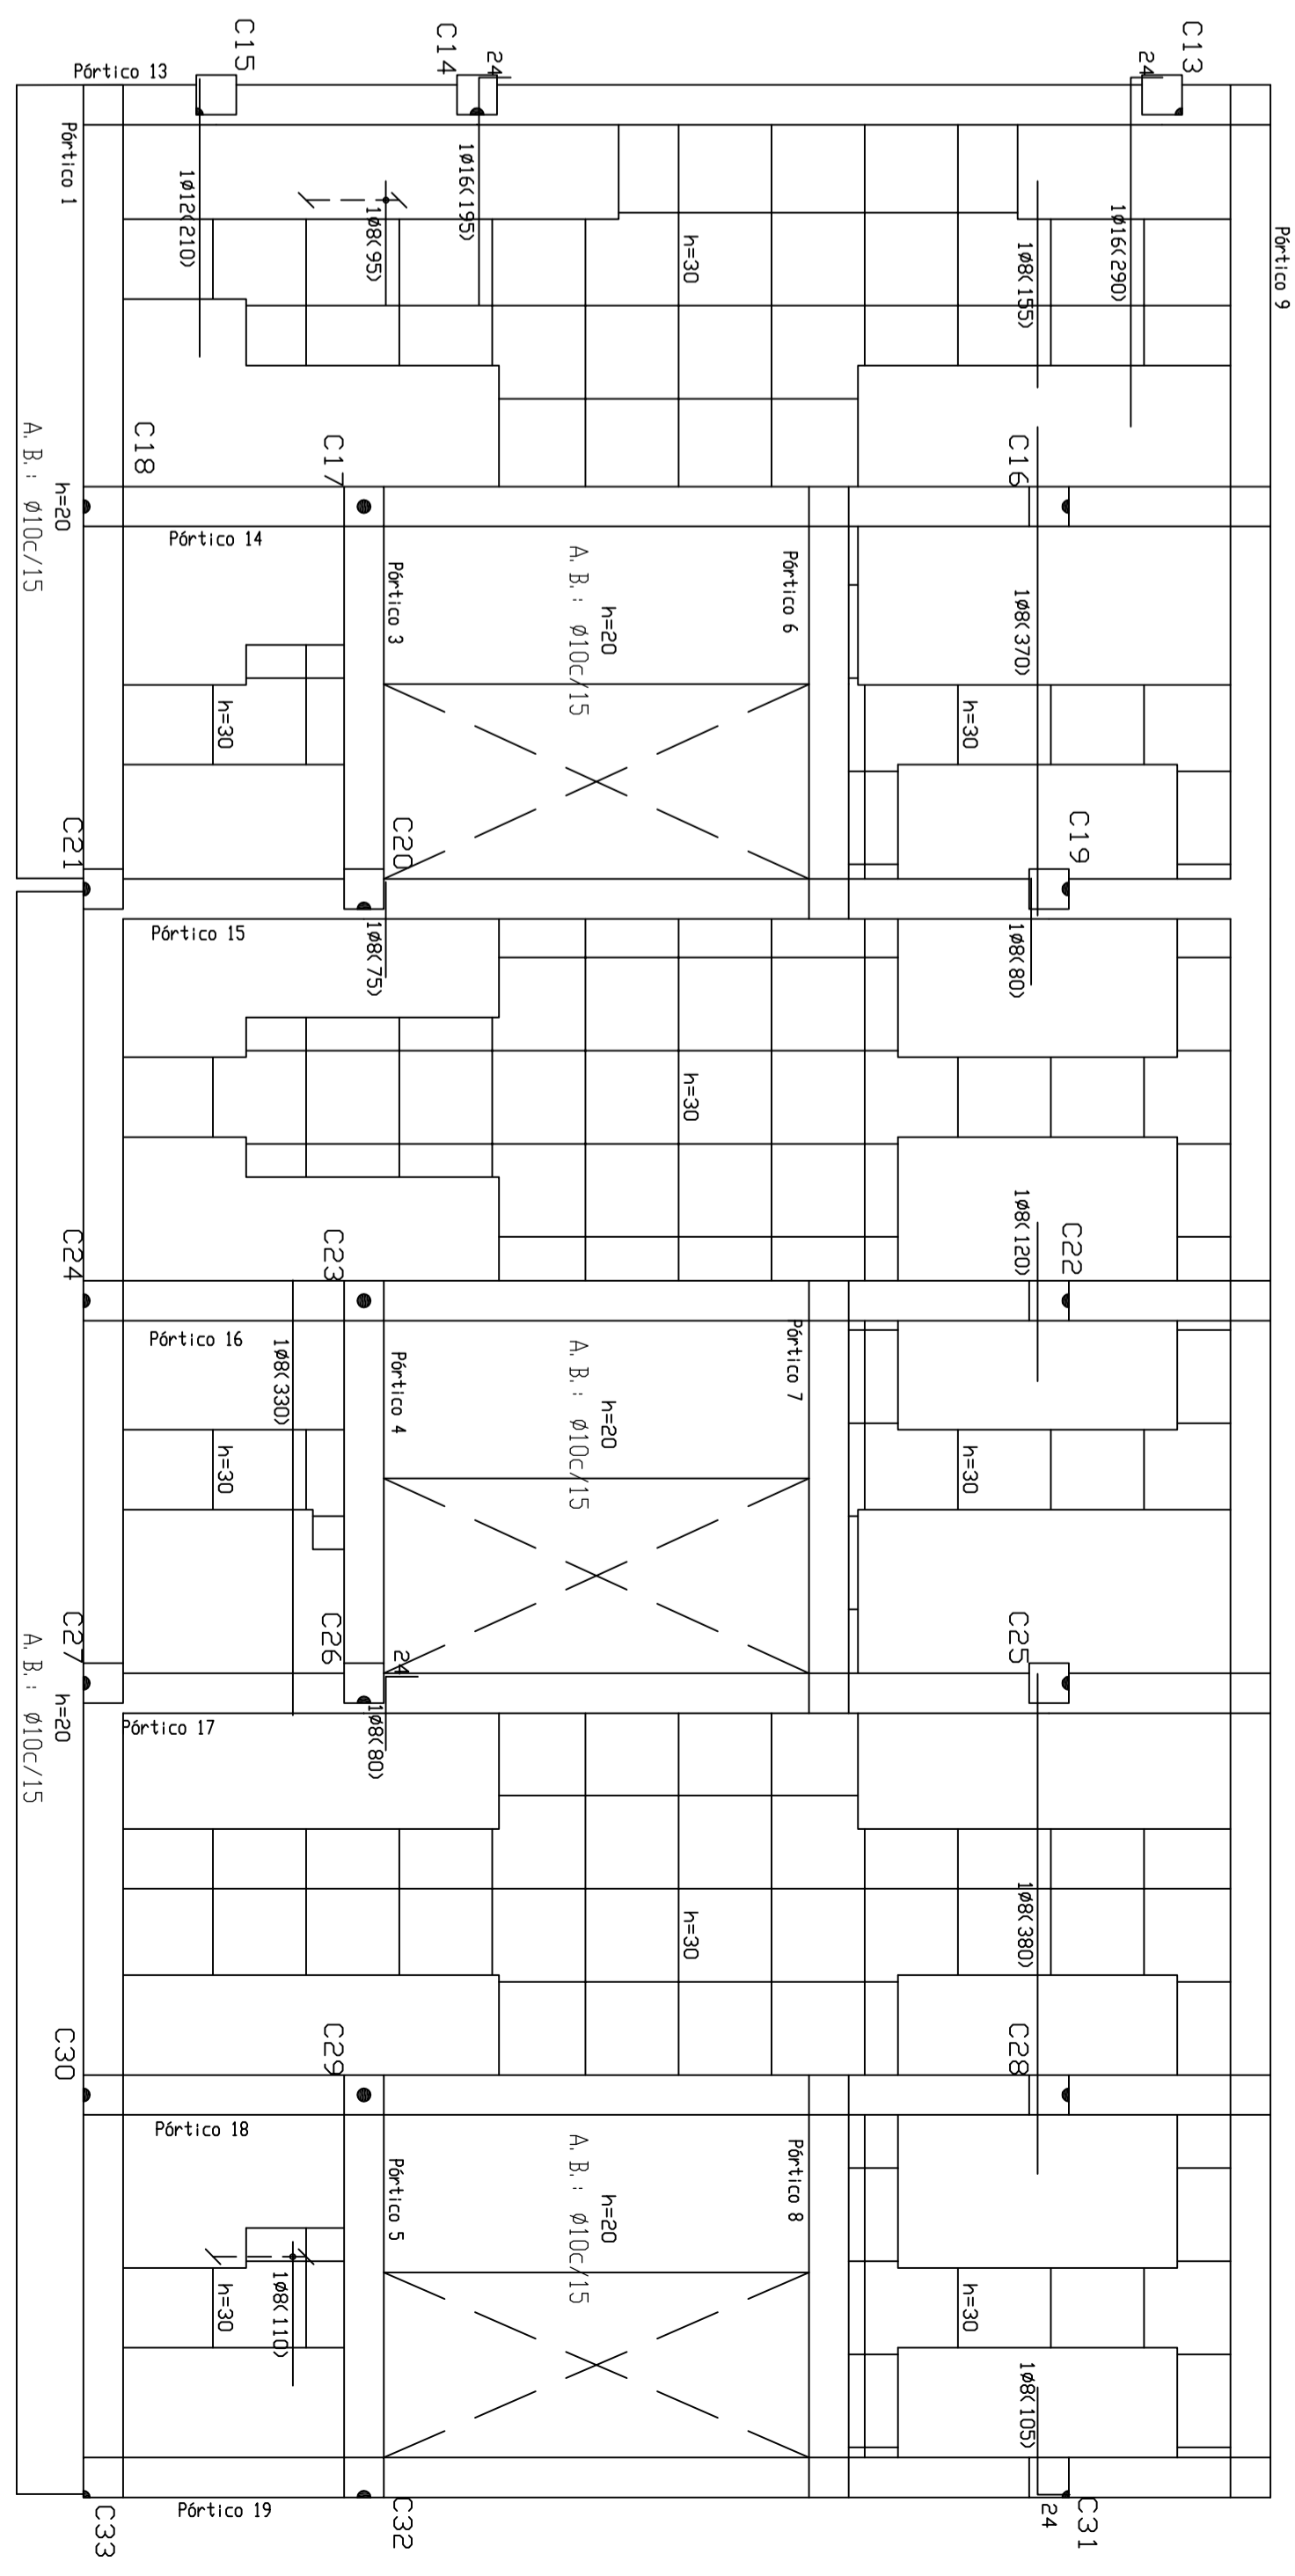 C15
C14
24
C13
24
Pórtico 13
Pórtico 1
1Ø12(210)
1Ø8(95)
1Ø16(195)
h=30
1Ø8(155)
1Ø16(290)
Pórtico 9
A. B.: Ø10c/15
h=20
C18
C17
C16
Pórtico 14
Pórtico 3
A. B.: Ø10c/15
h=20
Pórtico 6
1Ø8(370)
h=30
h=30
C21
C20
C19
Pórtico 15
1Ø8(75)
1Ø8(80)
h=30
1Ø8(120)
C24
C23
C22
Pórtico 16
1Ø8(330)
Pórtico 4
A. B.: Ø10c/15
h=20
Pórtico 7
h=30
h=30
C27
C26
24
C25
A. B.: Ø10c/15
h=20
Pórtico 17
1Ø8(80)
h=30
1Ø8(380)
C30
C29
C28
Pórtico 18
Pórtico 5
A. B.: Ø10c/15
h=20
Pórtico 8
h=30
1Ø8(110)
h=30
1Ø8(105)
C33
Pórtico 19
C32
24
C31